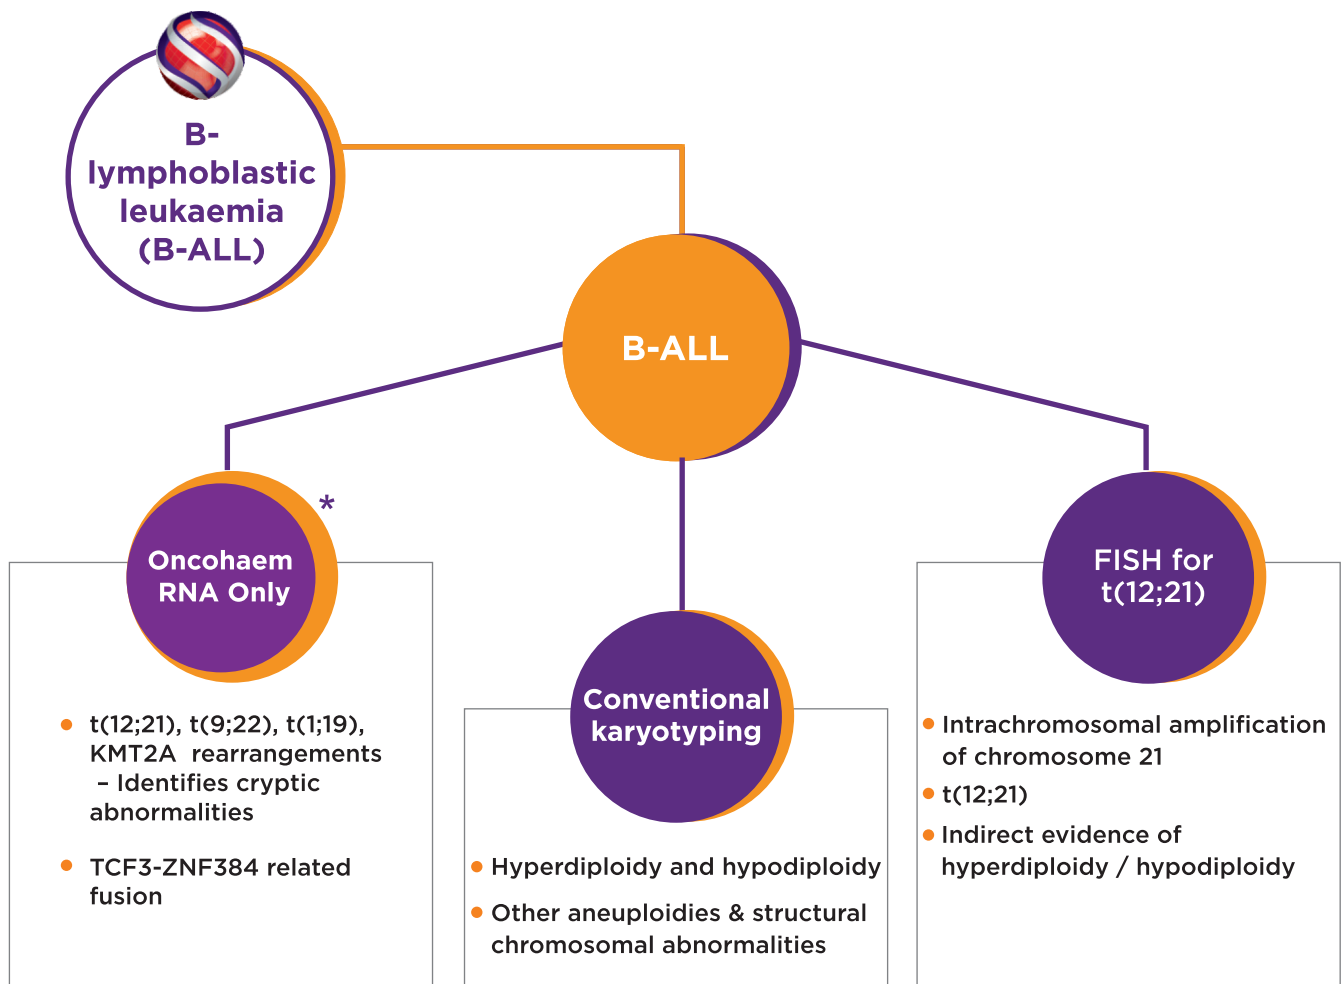 B-
lymphoblastic
leukaemia
(B-ALL)
B-ALL
*
Oncohaem
RNA Only
t(12;21), t(9;22), t(1;19),
KMT2A rearrangements
– Identifies cryptic
abnormalities
TCF3-ZNF384 related
fusion
Conventional
karyotyping
Hyperdiploidy and hypodiploidy
Other aneuploidies & structural
chromosomal abnormalities
FISH for
t(12;21)
Intrachromosomal amplification
of chromosome 21
t(12;21)
Indirect evidence of
hyperdiploidy / hypodiploidy